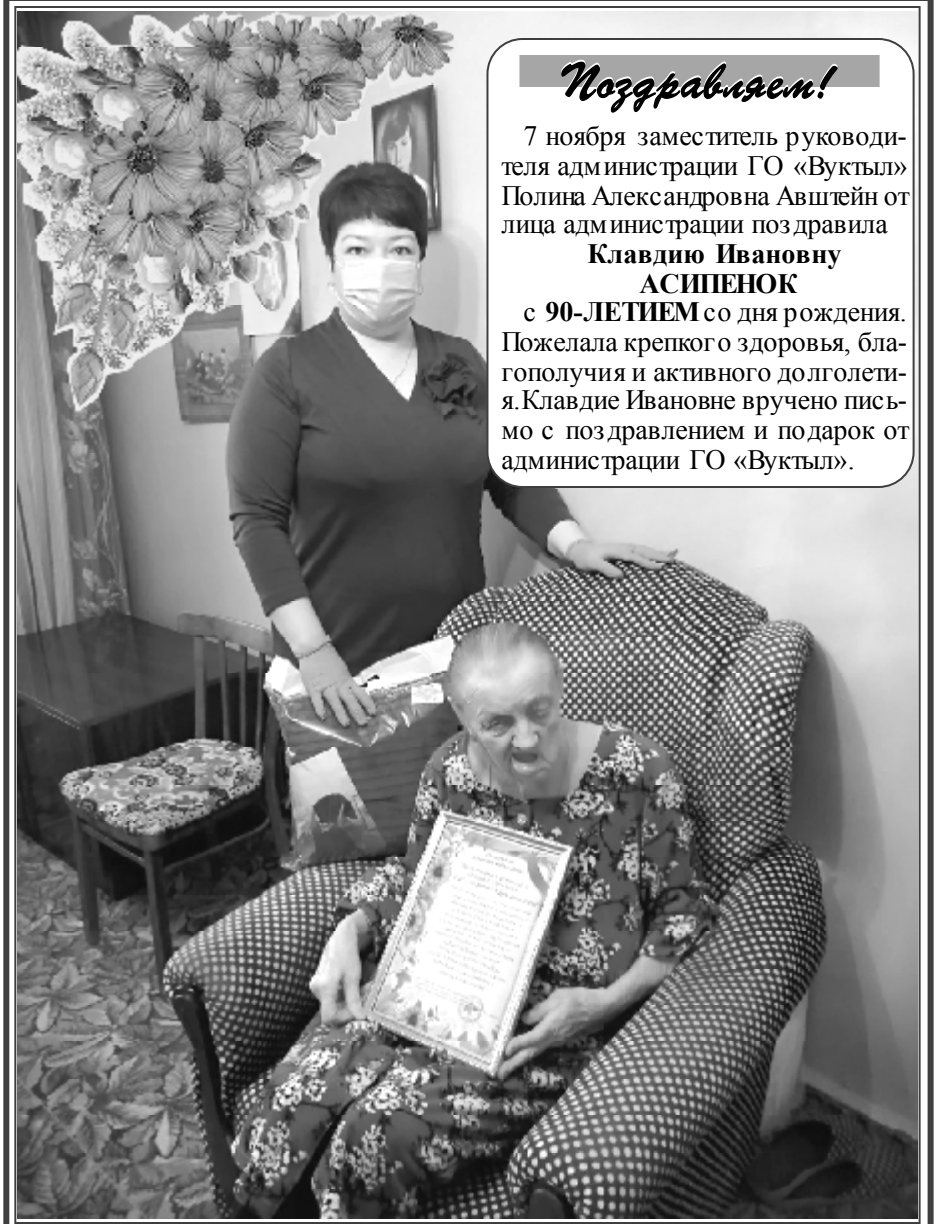 Поздравляем!
7 ноября заместитель руководи-
теля администрации ГО «Вуктыл»
Полина Александровна Авштейн от
лица администрации поздравила
Клавдию Ивановну
АСИПЕНОК
с 90-ЛЕТИЕМ со дня рождения.
Пожелала крепкого здоровья, бла-
гополучия и активного долголети-
я.Клавдие Ивановне вручено пись-
мо с поздравлением и подарок от
администрации ГО «Вуктыл».